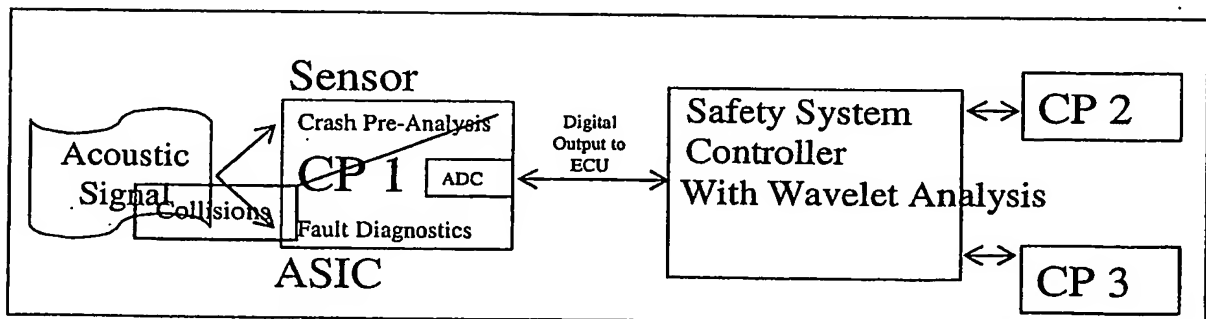 Sensor
Crash Pre-Analysis
Acoustic
Signal
Collisions
CP 1
ADC
Fault Diagnostics
ASIC
Digital
Output to
ECU
Safety System
Controller
With Wavelet Analysis
CP 2
CP 3